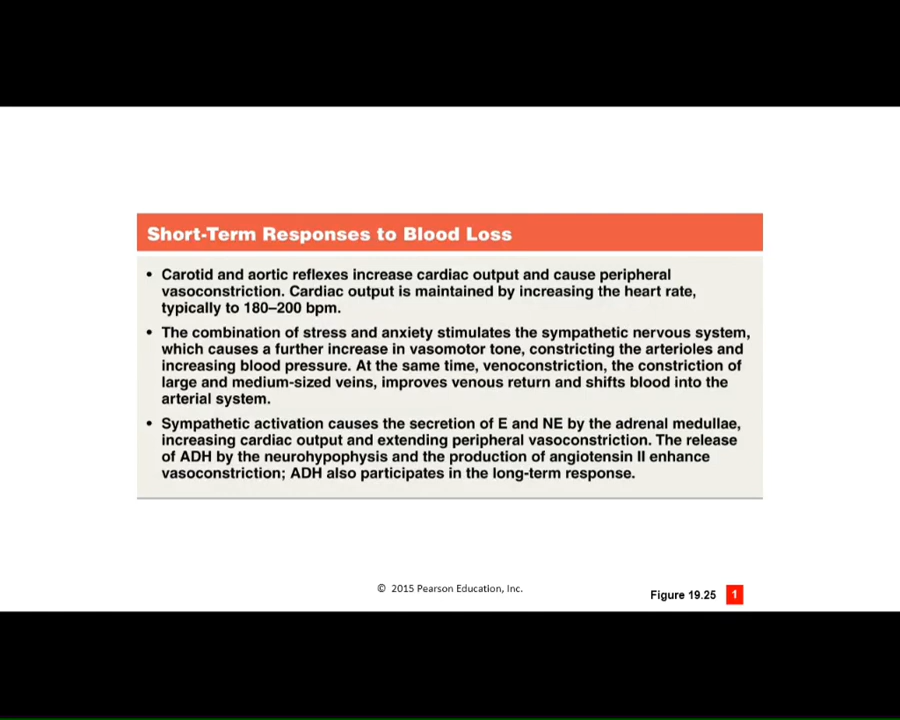 Short-Term Responses to Blood Loss
• Carotid and aortic reflexes increase cardiac output and cause peripheral
vasoconstriction. Cardiac output is maintained by increasing the heart rate,
typically to 180–200 bpm.
• The combination of stress and anxiety stimulates the sympathetic nervous system,
which causes a further increase in vasomotor tone, constricting the arterioles and
increasing blood pressure. At the same time, venoconstriction, the constriction of
large and medium-sized veins, improves venous return and shifts blood into the
arterial system.
• Sympathetic activation causes the secretion of E and NE by the adrenal medullae,
increasing cardiac output and extending peripheral vasoconstriction. The release
of ADH by the neurohypophysis and the production of angiotensin II enhance
vasoconstriction; ADH also participates in the long-term response.
© 2015 Pearson Education, Inc.
Figure 19.25 1